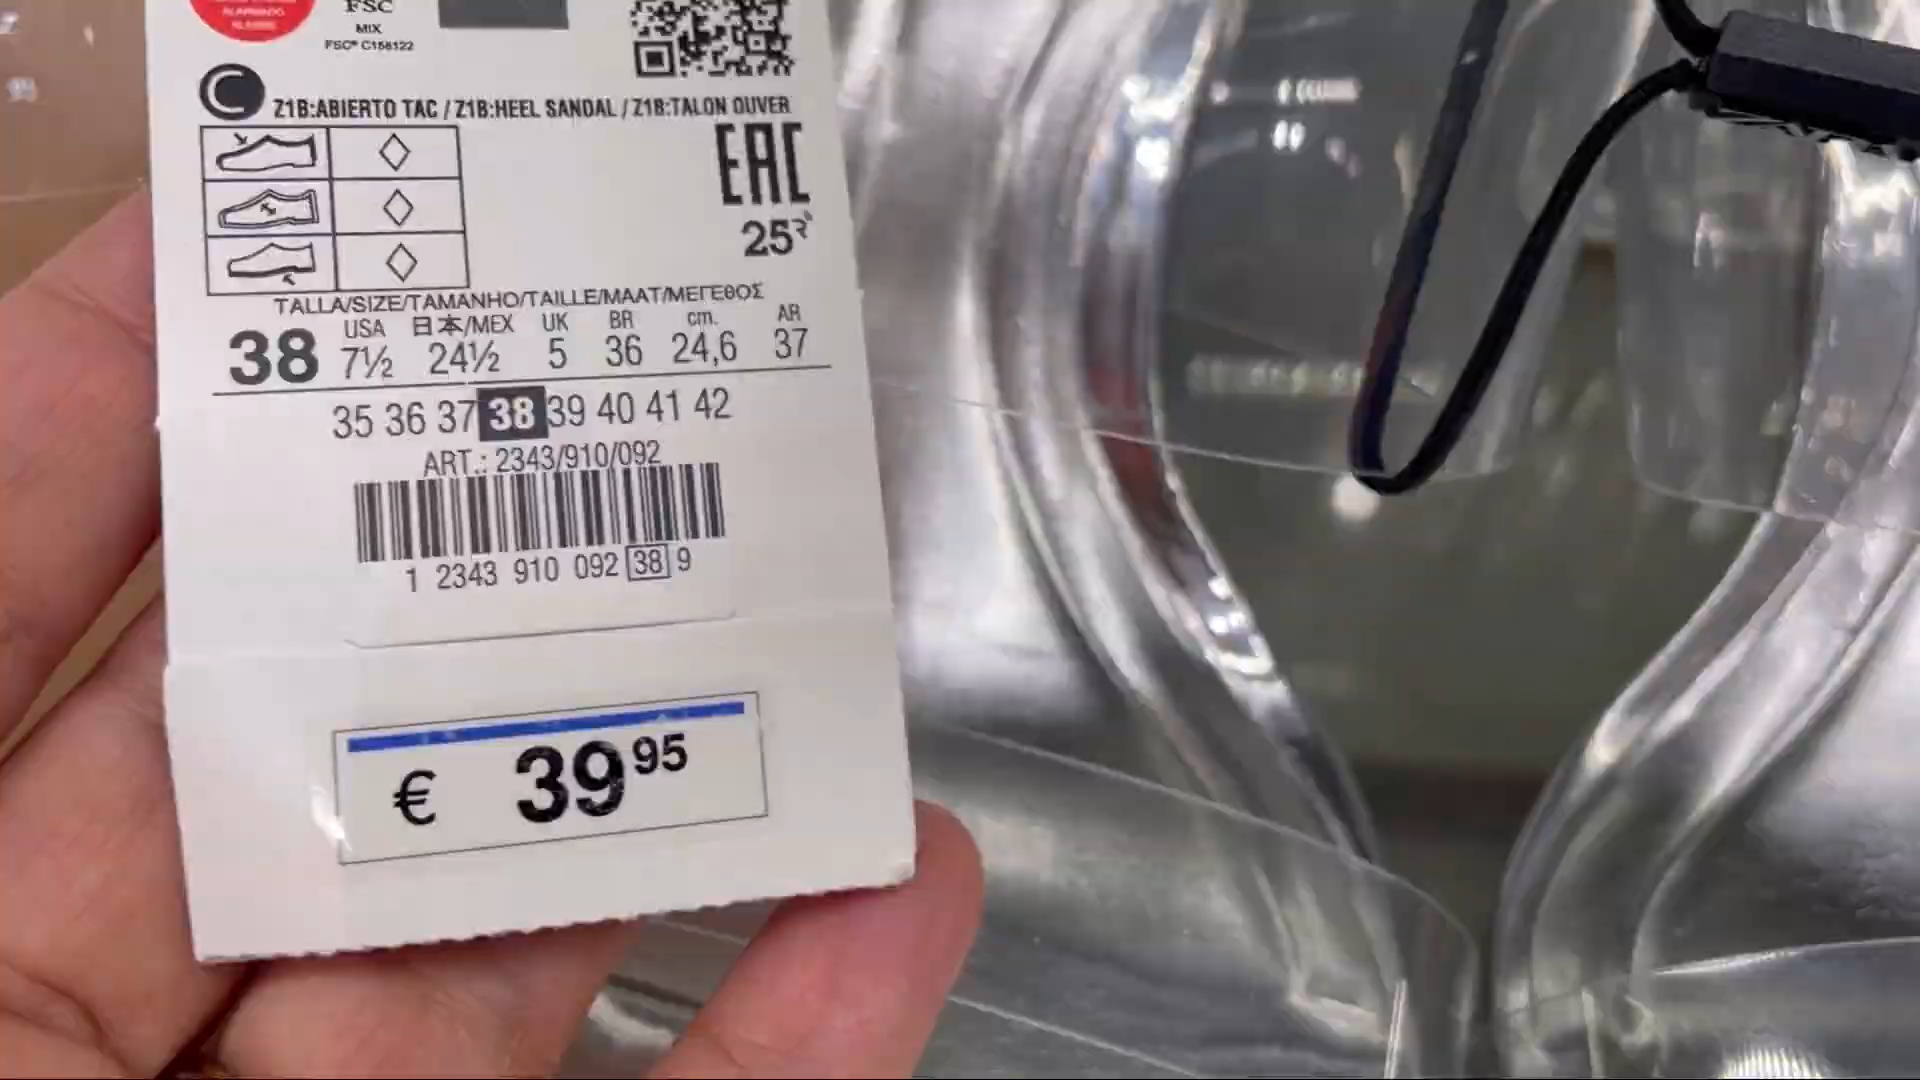 FSC
MIX
FSC® C156122
Z1B:ABIERTO TAC / Z1B:HEEL SANDAL / Z1B:TALON OUVER
EAC
TALLA/SIZE/TAMANHO/TAILLE/MAAT/ΜΕΓΕΘΟΣ
USA 日本/MEX UK BR cm. AR
38 7½ 24½ 5 36 24,6 37
35 36 37 38 39 40 41 42
ART.: 2343/910/092
1 2343 910 092 38 9
€ 39 95